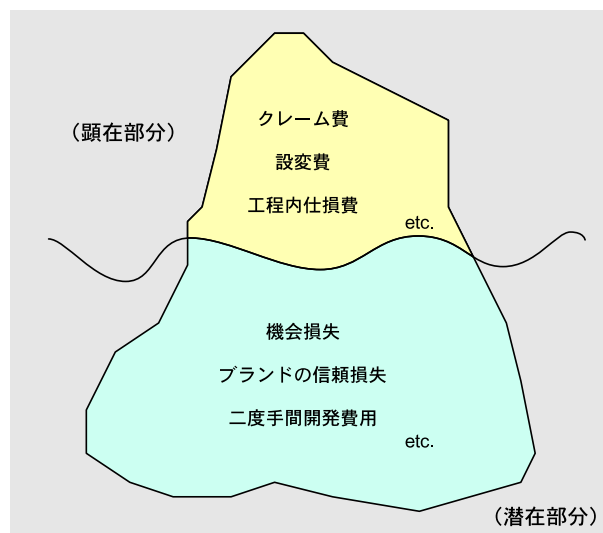 （顕在部分）
クレーム費
設変費
工程内仕損費
etc.
機会損失
ブランドの信頼損失
二度手間開発費用
etc.
（潜在部分）